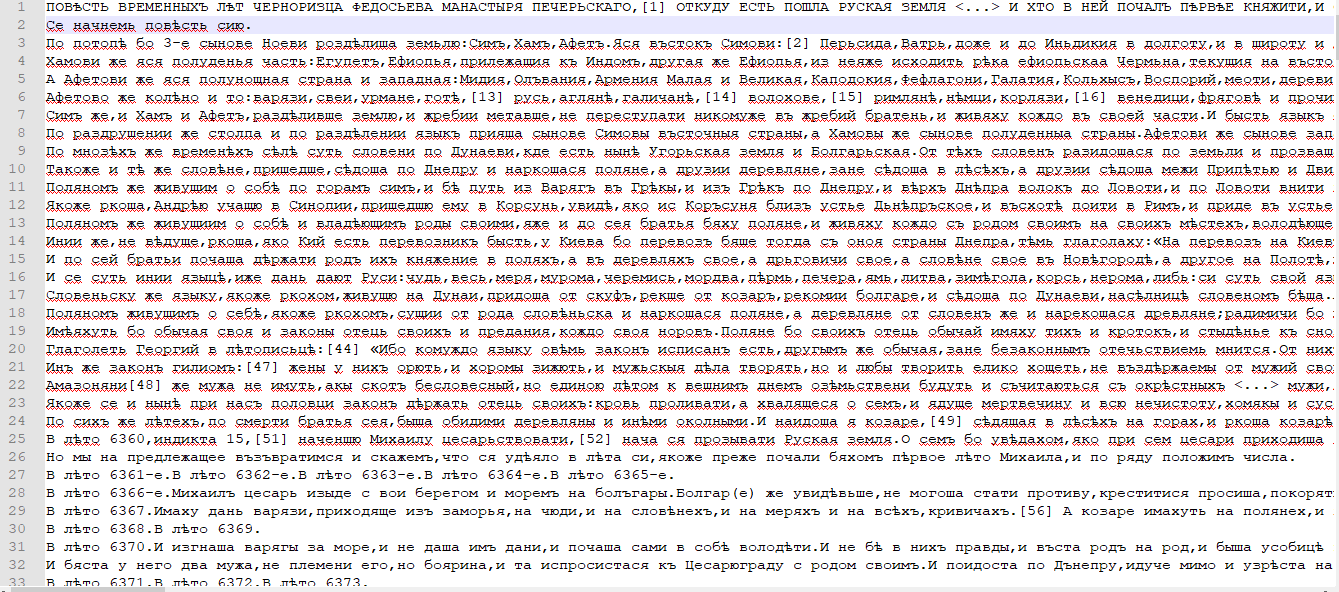 1 ПОВѢСТЬ ВРЕМЕННЫХЪ ЛѢТ ЧЕРНОРИЗЦА ФЕДОСЬЕВА МАНАСТЫРЯ ПЕЧЕРЬСКАГО,[1] ОТКУДУ ЕСТЬ ПОШЛА РУСКАЯ ЗЕМЛЯ <...> И ХТО В НЕЙ ПОЧАЛЪ ПѢРВѢЕ КНЯЖИТИ,И
2 Се начнемь повѣсть сию.
3 По потопѣ бо 3-е сынове Ноеви роздѣлиша землю:Симъ,Хамъ,Афетъ.Яся въстокъ Симови:[2] Перьсида,Ватрь,доже и до Иньдикия в долготу,и в широту и
4 Хамови же яся полуденья часть:Егупетъ,Ефиопья,прилежащия къ Индомъ,другая же Ефиопья,из неяже исходить рѣка ефиопьскаа Чермьна,текущия на въсто
5 А Афетови же яся полунощная страна и западная:Мидия,Олъвания,Армения Малая и Великая,Каподокия,Фефлагони,Галатия,Кольхысъ,Воспорий,меоти,дереви
6 Афетово же колѣно и то:варязи,свеи,урмане,готѣ,[13] русь,аглянѣ,галичанѣ,[14] волохове,[15] римлянѣ,нѣмци,корлязи,[16] венедици,фряговѣ и прочи
7 Симъ же,и Хамъ и Афетъ,раздѣливше землю,и жребии метавше,не переступати никомуже въ жребий братень,и живяху кождо въ своей части.И бысть языкъ
8 По раздрушении же столпа и по раздѣлении языкъ прияша сынове Симовы въсточныя страны,а Хамовы же сынове полуденныа страны.Афетови же сынове зап
9 По мнозѣхъ же временѣхъ сѣлѣ суть словени по Дунаеви,кде есть нынѣ Угорьская земля и Болгарьская.От тѣхъ словенъ разидошася по земьли и прозваш
10 Такоже и тѣ же словѣне,пришедше,сѣдоша по Днепру и наркошася поляне,а друзии деревляне,зане сѣдоша в лѣсѣхъ,а друзии сѣдоша межи Припѣтью и Дви
11 Поляномъ же живущим о собѣ по горамъ симъ,и бѣ путь из Варягъ въ Грѣкы,и изъ Грѣкъ по Днепру,и вѣрхъ Днѣпра волокъ до Ловоти,и по Ловоти внити
12 Якоже ркоша,Андрѣю учащю в Синопии,пришедшю ему в Корсунь,увидѣ,яко ис Коръсуня близъ устье Дьнѣпръское,и въсхотѣ поити в Римъ,и приде въ устье
13 Поляномъ же живущиим о собѣ и владѣющимъ роды своими,яже и до сея братья бяху поляне,и живяху кождо съ родом своимъ на своихъ мѣстехъ,володѣюще
14 Инии же,не вѣдуще,ркоша,яко Кий есть перевозникъ бысть,у Киева бо перевозъ бяше тогда съ оноя страны Днепра,тѣмь глаголаху:«На перевозъ на Киев
15 И по сей братьи почаша дѣржати родъ ихъ княжение в поляхъ,а въ деревляхъ свое,а дрьговичи свое,а словѣне свое въ Новѣгородѣ,а другое на Полотѣ,
16 И се суть инии языцѣ,иже дань дают Руси:чудь,весь,меря,мурома,черемись,мордва,пѣрмь,печера,ямь,литва,зимѣгола,корсь,нерома,либь:си суть свой яз
17 Словеньску же языку,якоже ркохом,живущю на Дунаи,придоша от скуфъ,рекше от козаръ,рекомии болгаре,и сѣдоша по Дунаеви,насѣлницѣ словеномъ бѣша.
18 Поляномъ живущимъ о себѣ,якоже ркохомъ,сущии от рода словѣньска и наркошася поляне,а деревляне от словенъ же и нарекошася древляне;радимичи бо
19 Имѣяхуть бо обычая своя и законы отець своихъ и предания,кождо своя норовъ.Поляне бо своихъ отець обычай имяху тихъ и кротокъ,и стыдѣнье къ сно
20 Глаголеть Георгий в лѣтописьцѣ:[44] «Ибо комуждо языку овѣмь законъ исписанъ есть,другымъ же обычая,зане безаконнымъ отечьствиемь мнится.От них
21 Инъ же законъ гилиомъ:[47] жены у нихъ орють,и хоромы зижють,и мужьскыя дѣла творять,но и любы творить елико хощеть,не въздѣржаемы от мужий сво
22 Амазоняни[48] же мужа не имуть,акы скотъ бесловесный,но единою лѣтом к вешнимъ днемъ озѣмьствени будуть и съчитаються съ окрѣстныхъ <...> мужи,
23 Якоже се и нынѣ при насъ половци законъ дѣржать отець своихъ:кровь проливати,а хвалящеся о семъ,и ядуще мертвечину и всю нечистоту,хомякы и сус
24 По сихъ же лѣтехъ,по смерти братья сея,быша обидими деревляны и инѣми околными.И наидоша я козаре,[49] сѣдящая в лѣсѣхъ на горах,и ркоша козарѣ
25 В лѣто 6360,индикта 15,[51] наченшю Михаилу цесарьствовати,[52] нача ся прозывати Руская земля.О семъ бо увѣдахом,яко при сем цесари приходиша
26 Но мы на предлежащее възъвратимся и скажемъ,что ся удѣяло в лѣта си,якоже преже почали бяхомъ пѣрвое лѣто Михаила,и по ряду положимъ числа.
27 В лѣто 6361-е.В лѣто 6362-е.В лѣто 6363-е.В лѣто 6364-е.В лѣто 6365-е.
28 В лѣто 6366-е.Михаилъ цесарь изыде с вои берегом и моремъ на болъгары.Болгар(е) же увидѣвьше,не могоша стати противу,креститися просиша,покорят
29 В лѣто 6367.Имаху дань варязи,приходяще изъ заморья,на чюди,и на словѣнехъ,и на меряхъ и на всѣхъ,кривичахъ.[56] А козаре имахуть на полянех,и
30 В лѣто 6368.В лѣто 6369.
31 В лѣто 6370.И изгнаша варягы за море,и не даша имъ дани,и почаша сами в собѣ володѣти.И не бѣ в нихъ правды,и въста родъ на род,и быша усобицѣ
32 И бяста у него два мужа,не племени его,но боярина,и та испросистася къ Цесарюграду с родом своимъ.И поидоста по Дънепру,идуче мимо и узрѣста на
33 В лѣто 6371.В лѣто 6372.В лѣто 6373.